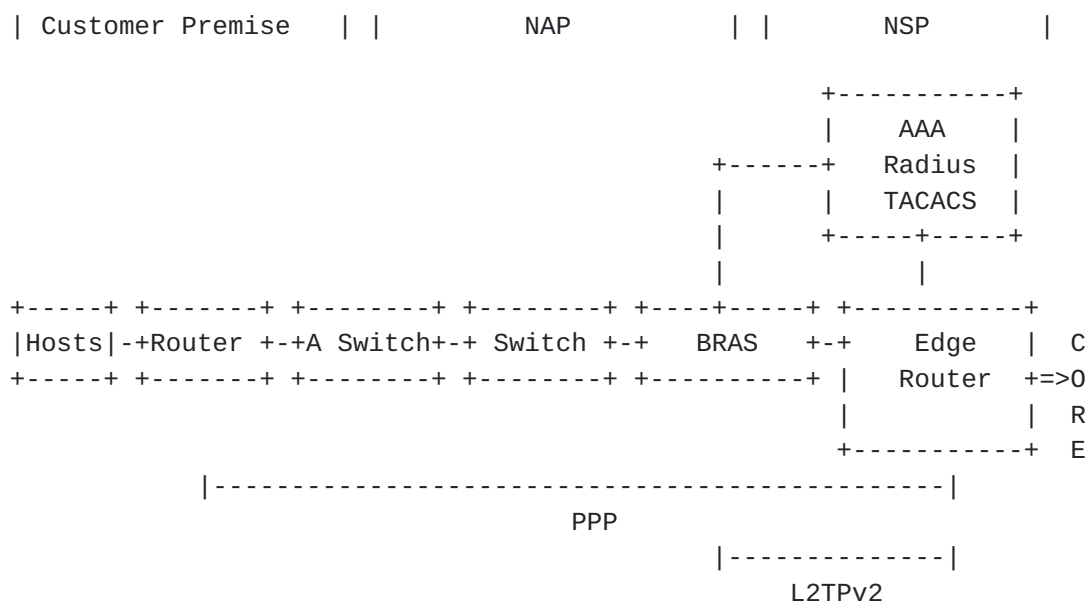 | Customer Premise   | |         NAP          | |       NSP        |
                                                     +-----------+
                                                     |    AAA    |
                                              +------+   Radius  |
                                              |      |   TACACS  |
                                              |      +-----+-----+
                                              |            |
+-----+ +-------+ +--------+ +--------+ +----+-----+ +-----------+
|Hosts|-+Router +-+A Switch+-+ Switch +-+   BRAS   +-+    Edge   |  C
+-----+ +-------+ +--------+ +--------+ +----------+ |   Router  +=>O
                                                      |           |  R
                                                      +-----------+  E
            |-----------------------------------------------|
                                    PPP
                                              |--------------|
                                                  L2TPv2